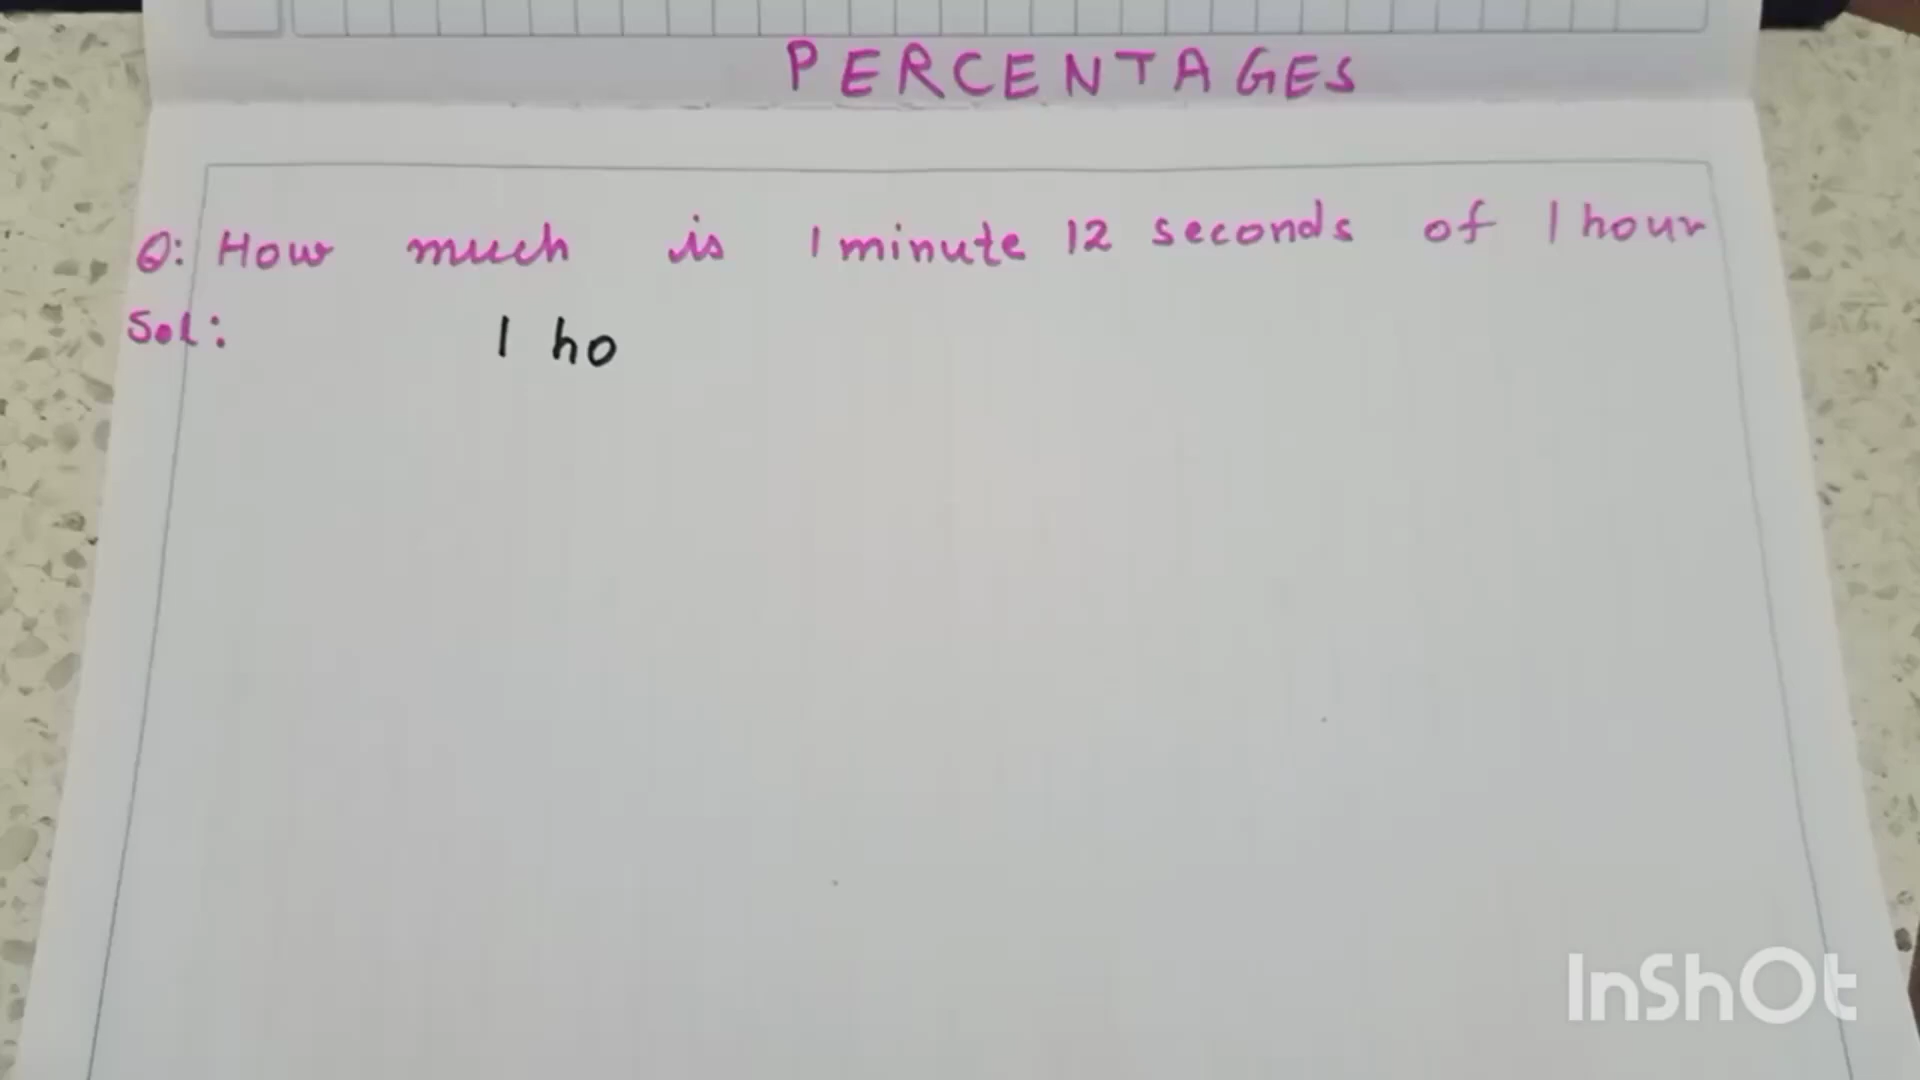 PERCENTAGES
Q: How much is 1 minute 12 seconds of 1 hour
Sol: 1 ho
InShOt